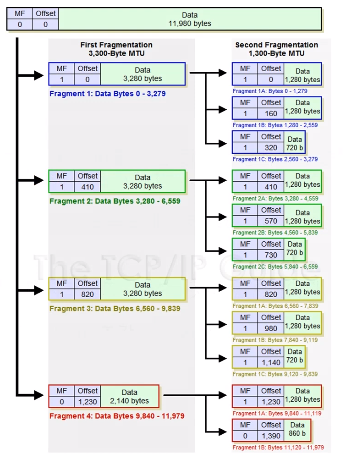 MF Offset Data
0 0 11,980 bytes
First Fragmentation
3,300-Byte MTU
Second Fragmentation
1,300-Byte MTU
MF Offset Data
1 0 3,280 bytes
Fragment 1: Data Bytes 0 - 3,279
MF Offset Data
1 0 1,280 bytes
Fragment 1A: Bytes 0 - 1,279
MF Offset Data
1 160 1,280 bytes
Fragment 1B: Bytes 1,280 - 2,559
MF Offset Data
1 320 720 b
Fragment 1C: Bytes 2,560 - 3,279
MF Offset Data
1 410 3,280 bytes
Fragment 2: Data Bytes 3,280 - 6,559
MF Offset Data
1 410 1,280 bytes
Fragment 2A: Bytes 3,280 - 4,559
MF Offset Data
1 570 1,280 bytes
Fragment 2B: Bytes 4,560 - 5,839
MF Offset Data
1 730 720 b
Fragment 2C: Bytes 5,840 - 6,559
The TCP/IP Guide
MF Offset Data
1 820 3,280 bytes
Fragment 3: Data Bytes 6,560 - 9,839
MF Offset Data
1 820 1,280 bytes
Fragment 1A: Bytes 6,560 - 7,839
MF Offset Data
1 980 1,280 bytes
Fragment 1B: Bytes 7,840 - 9,119
MF Offset Data
1 1,140 720 b
Fragment 1C: Bytes 9,120 - 9,839
MF Offset Data
0 1,230 2,140 bytes
Fragment 4: Data Bytes 9,840 - 11,979
MF Offset Data
1 1,230 1,280 bytes
Fragment 1A: Bytes 9,840 - 11,119
MF Offset Data
0 1,390 860 b
Fragment 1B: Bytes 11,120 - 11,979